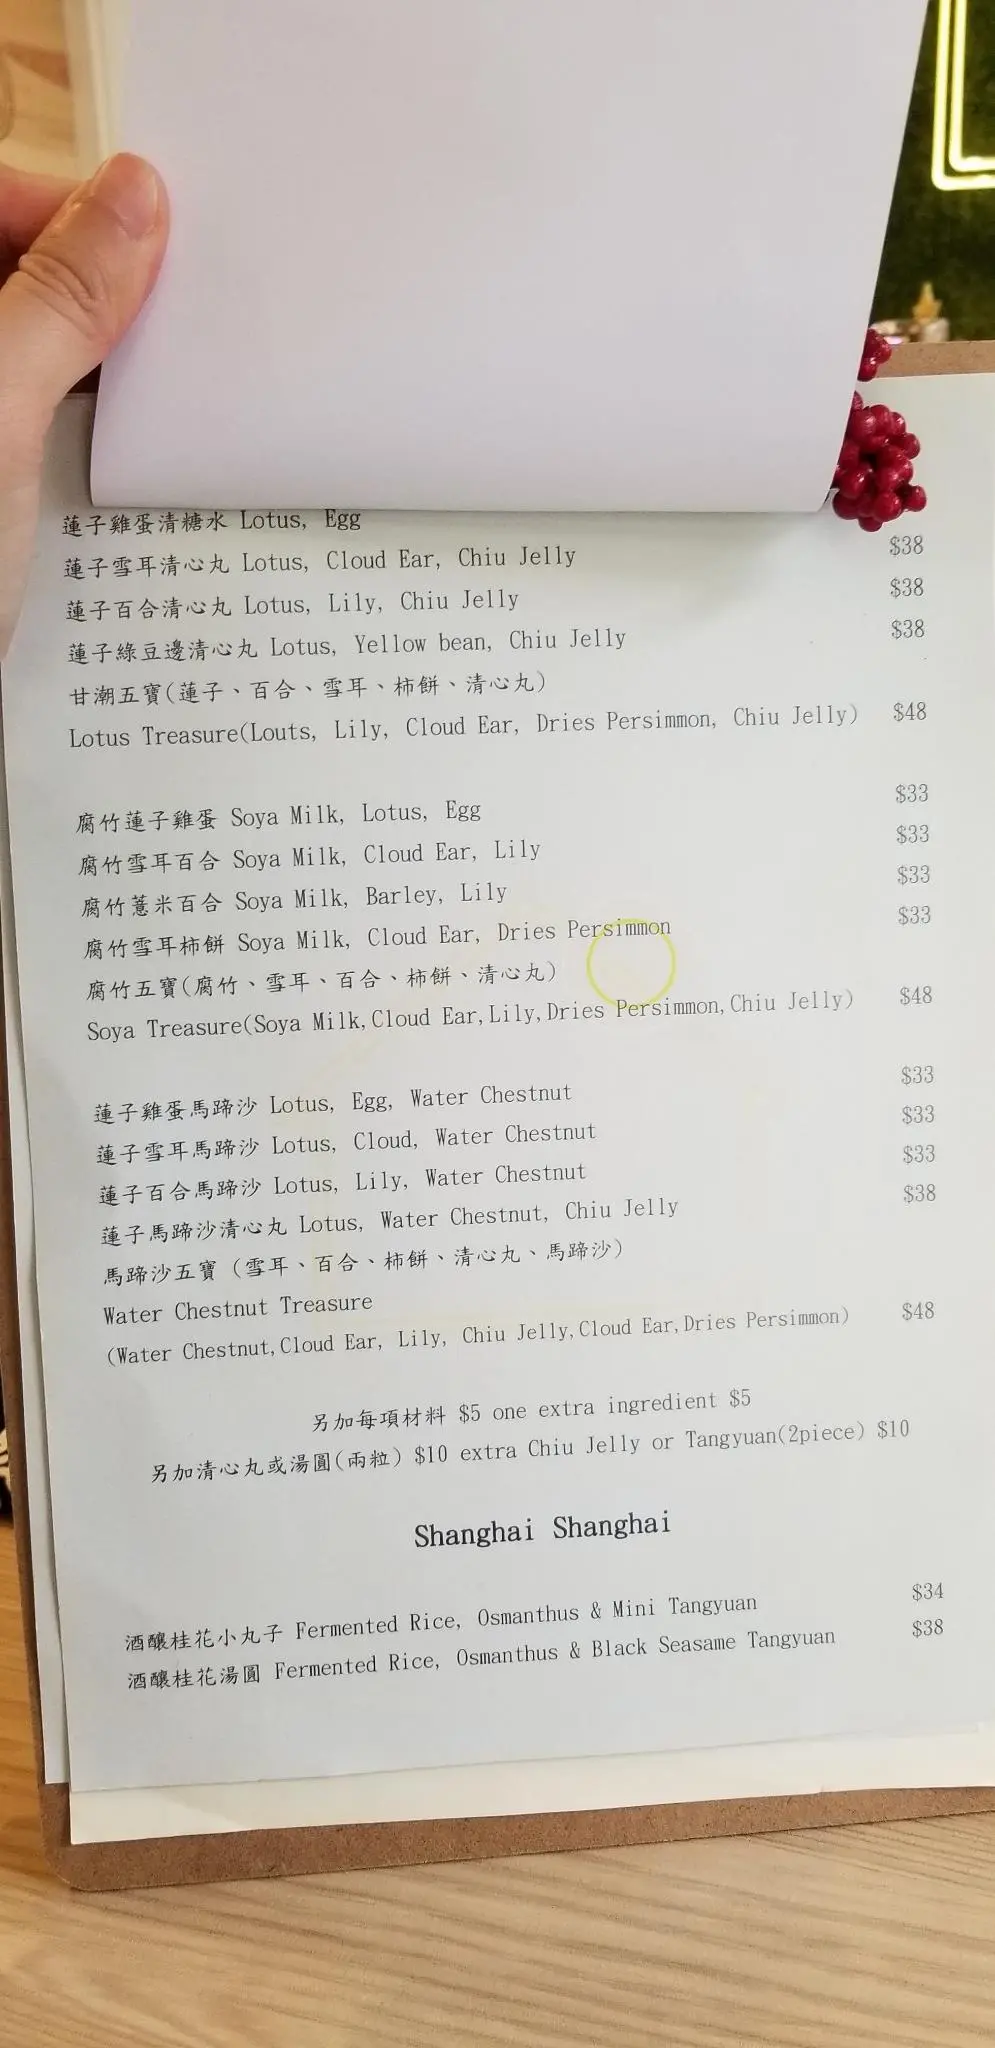 蓮子雞蛋清糖水 Lotus, Egg
蓮子雪耳清心丸 Lotus, Cloud Ear, Chiu Jelly $38
蓮子百合清心丸 Lotus, Lily, Chiu Jelly $38
蓮子綠豆邊清心丸 Lotus, Yellow bean, Chiu Jelly $38
甘潮五寶(蓮子、百合、雪耳、柿餅、清心丸)
Lotus Treasure(Louts, Lily, Cloud Ear, Dries Persimmon, Chiu Jelly) $48
腐竹蓮子雞蛋 Soya Milk, Lotus, Egg $33
腐竹雪耳百合 Soya Milk, Cloud Ear, Lily $33
腐竹薏米百合 Soya Milk, Barley, Lily $33
腐竹雪耳柿餅 Soya Milk, Cloud Ear, Dries Persimmon $33
腐竹五寶(腐竹、雪耳、百合、柿餅、清心丸)
Soya Treasure(Soya Milk,Cloud Ear,Lily,Dries Persimmon,Chiu Jelly) $48
蓮子雞蛋馬蹄沙 Lotus, Egg, Water Chestnut $33
蓮子雪耳馬蹄沙 Lotus, Cloud, Water Chestnut $33
蓮子百合馬蹄沙 Lotus, Lily, Water Chestnut $33
蓮子馬蹄沙清心丸 Lotus, Water Chestnut, Chiu Jelly $38
馬蹄沙五寶 (雪耳、百合、柿餅、清心丸、馬蹄沙)
Water Chestnut Treasure
(Water Chestnut,Cloud Ear, Lily, Chiu Jelly,Cloud Ear,Dries Persimmon) $48
另加每項材料 $5 one extra ingredient $5
另加清心丸或湯圓(兩粒) $10 extra Chiu Jelly or Tangyuan(2piece) $10
Shanghai Shanghai
酒釀桂花小丸子 Fermented Rice, Osmanthus & Mini Tangyuan $34
酒釀桂花湯圓 Fermented Rice, Osmanthus & Black Seasame Tangyuan $38